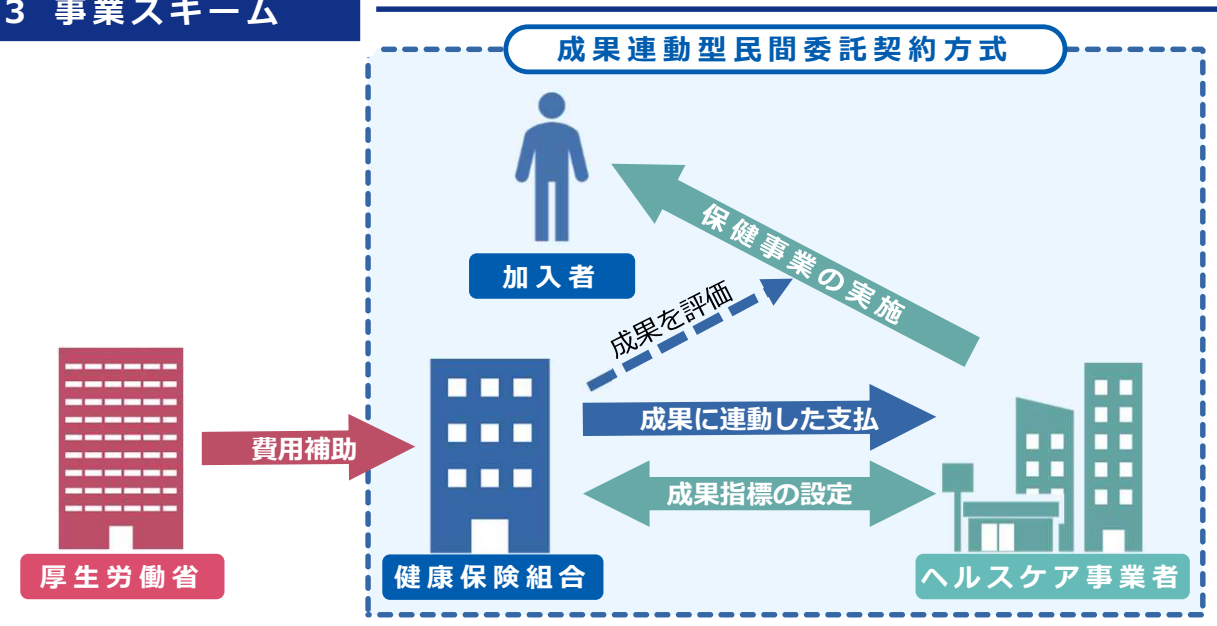 3 事業スキーム
成果連動型民間委託契約方式
保健事業の実施
加入者
成果を評価
成果に連動した支払
費用補助
成果指標の設定
厚生労働省
健康保険組合
ヘルスケア事業者